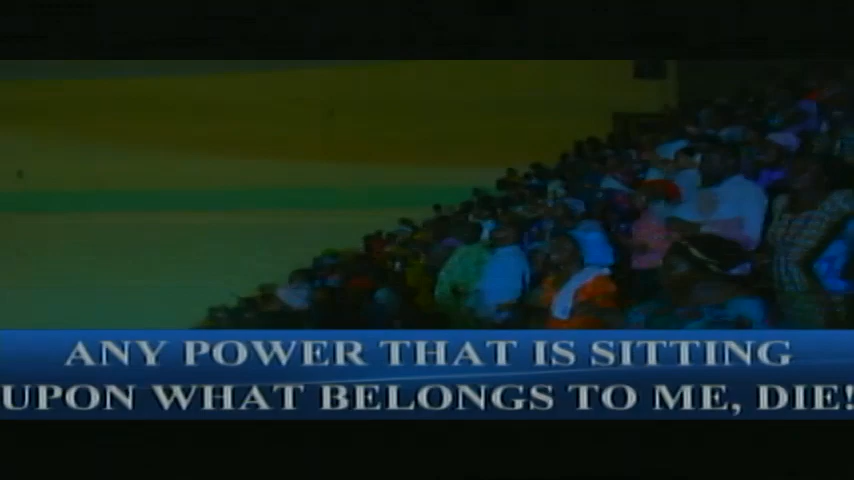 ANY POWER THAT IS SITTING
UPON WHAT BELONGS TO ME, DIE!